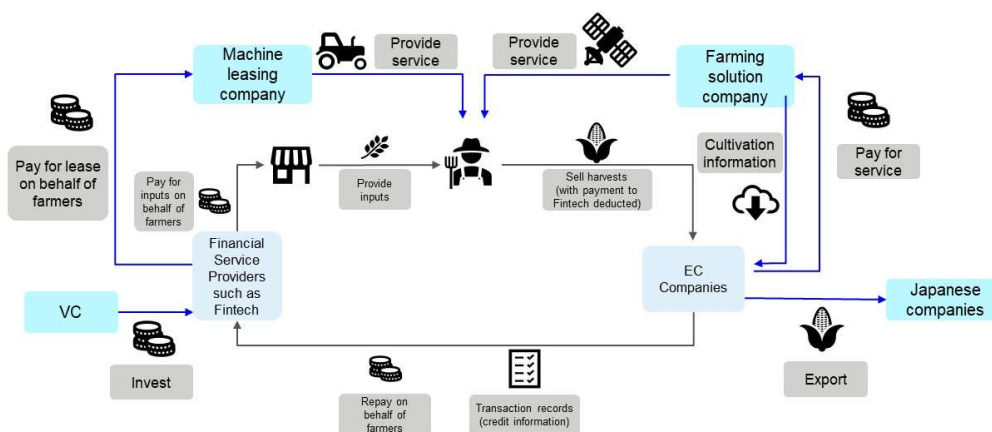 Machine
leasing
company
Provide
service
Provide
service
Farming
solution
company
Pay for lease
on behalf of
farmers
Pay for
inputs on
behalf of
farmers
Provide
inputs
Sell harvests
(with payment to
Fintech deducted)
Cultivation
information
Pay for
service
Financial
Service
Providers
such as
Fintech
EC
Companies
VC
Japanese
companies
Invest
Export
Repay on
behalf of
farmers
Transaction records
(credit information)